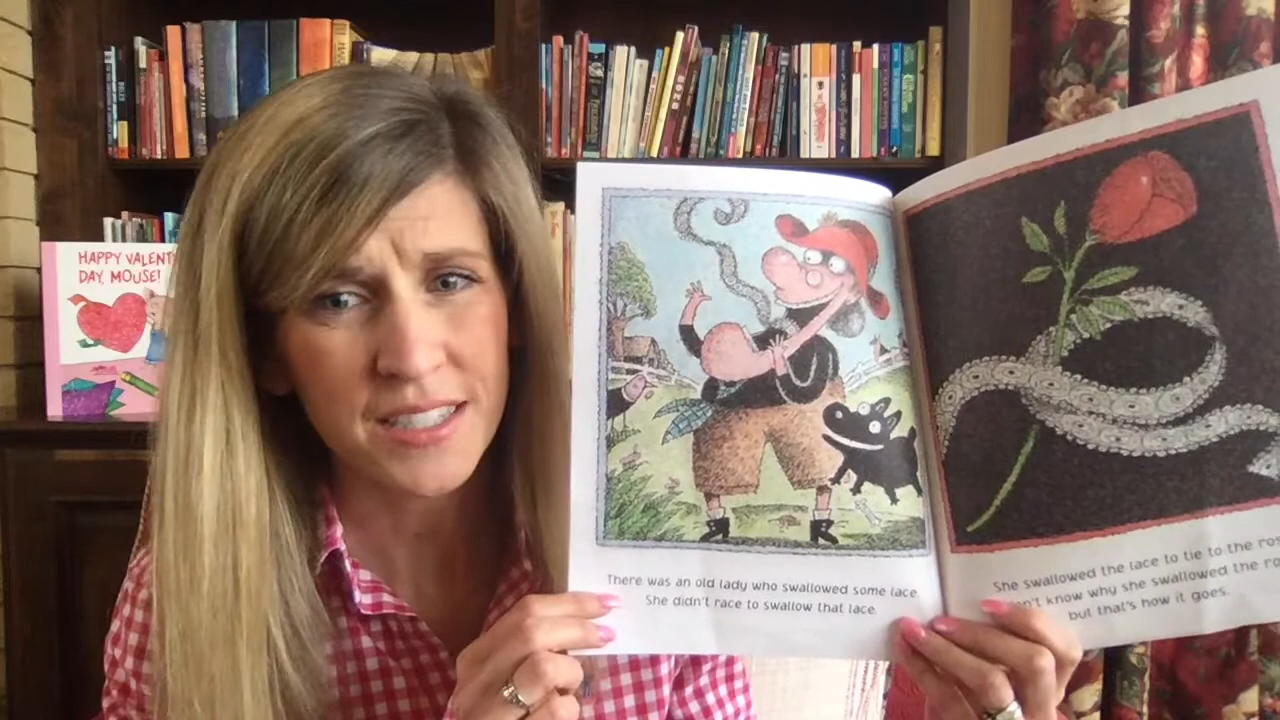 HAPPY VALENT
DAY, MOUSE!
There was an old lady who swallowed some lace.
She didn't race to swallow that lace.
She swallowed the lace to tie to the ros
n't know why she swallowed the ro
but that's how it goes.